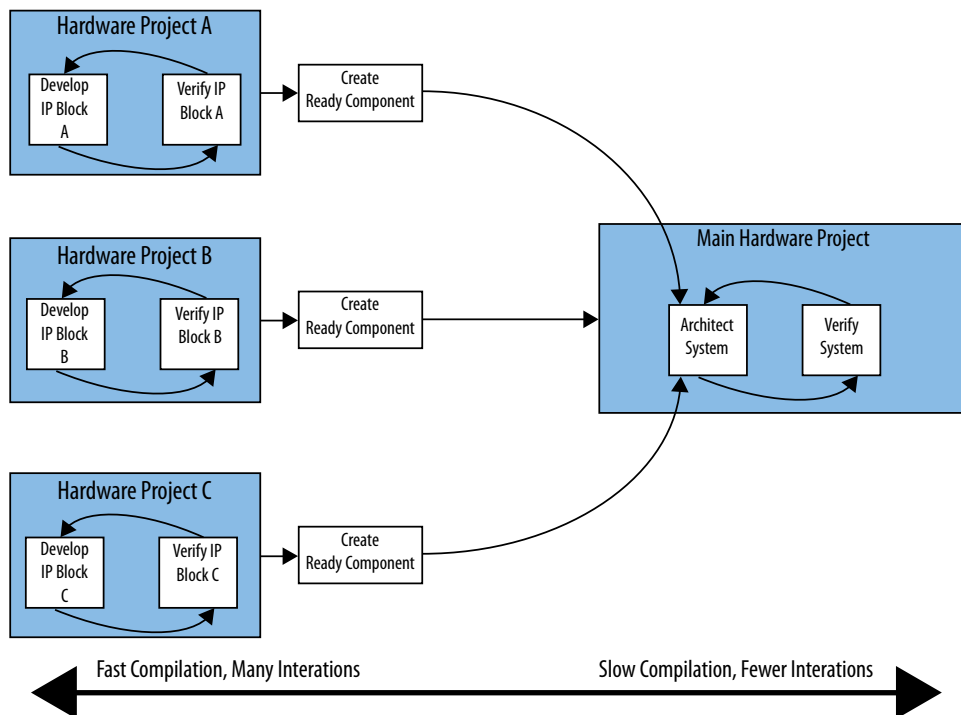 Hardware Project A
Develop
IP Block
A
Verify IP
Block A
Create
Ready Component
Hardware Project B
Develop
IP Block
B
Verify IP
Block B
Create
Ready Component
Main Hardware Project
Architect
System
Verify
System
Hardware Project C
Develop
IP Block
C
Verify IP
Block C
Create
Ready Component
Fast Compilation, Many Interations
Slow Compilation, Fewer Interations